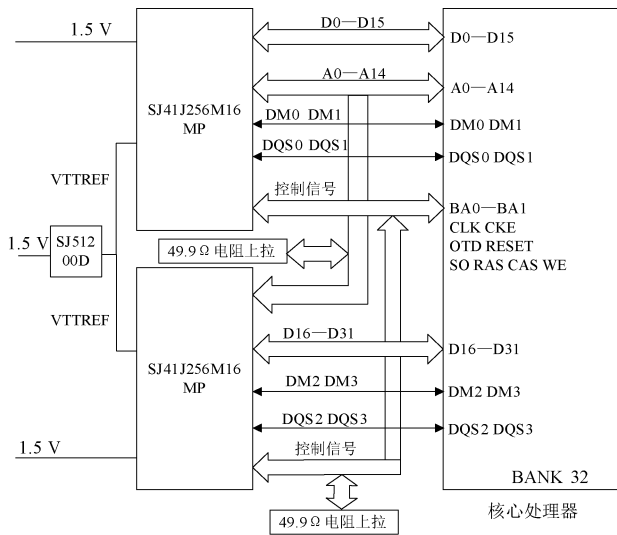 1.5 V
SJ41J256M16
MP
D0—D15
D0—D15
A0—A14
A0—A14
DM0 DM1
DM0 DM1
DQS0 DQS1
DQS0 DQS1
控制信号
BA0—BA1
CLK CKE
OTD RESET
SO RAS CAS WE
VTTREF
1.5 V
SJ512
00D
49.9Ω电阻上拉
VTTREF
SJ41J256M16
MP
D16—D31
D16—D31
DM2 DM3
DM2 DM3
DQS2 DQS3
DQS2 DQS3
1.5 V
控制信号
BANK 32
核心处理器
49.9Ω电阻上拉